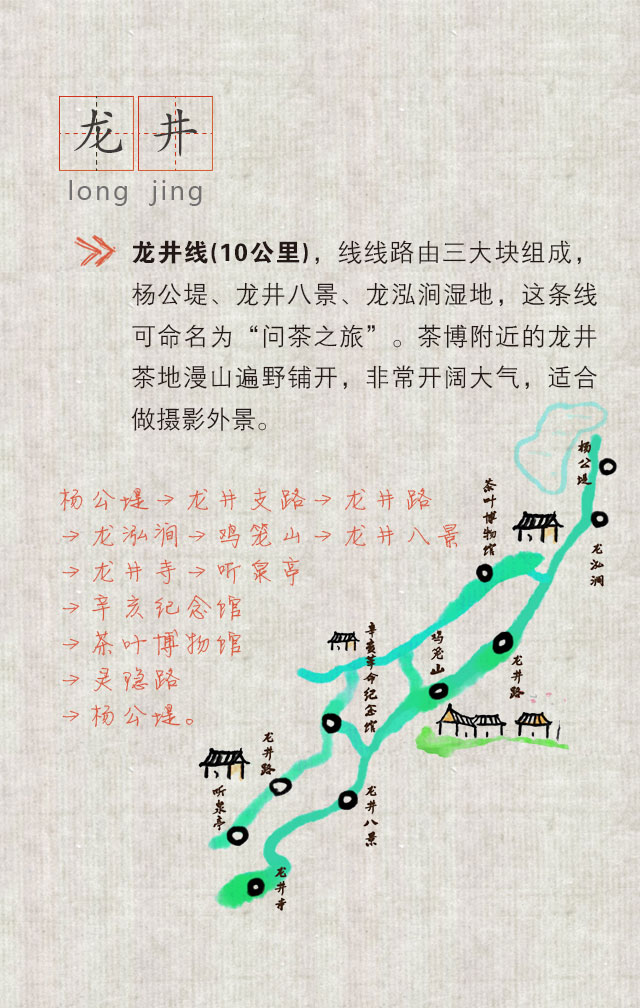 龙井
long jing
龙井线(10公里)，线线路由三大块组成，
杨公堤、龙井八景、龙泓涧湿地，这条线
可命名为“问茶之旅”。茶博附近的龙井
茶地漫山遍野铺开，非常开阔大气，适合
做摄影外景。
杨公堤→龙井支路→龙井路
→龙泓涧→鸡笼山→龙井八景
→龙井寺→听泉亭
→辛亥纪念馆
→茶叶博物馆
→灵隐路
→杨公堤。
杨公堤
茶叶博物馆
龙泓涧
辛亥革命纪念馆
鸡笼山
龙井路
龙井路
听泉亭
龙井八景
龙井寺